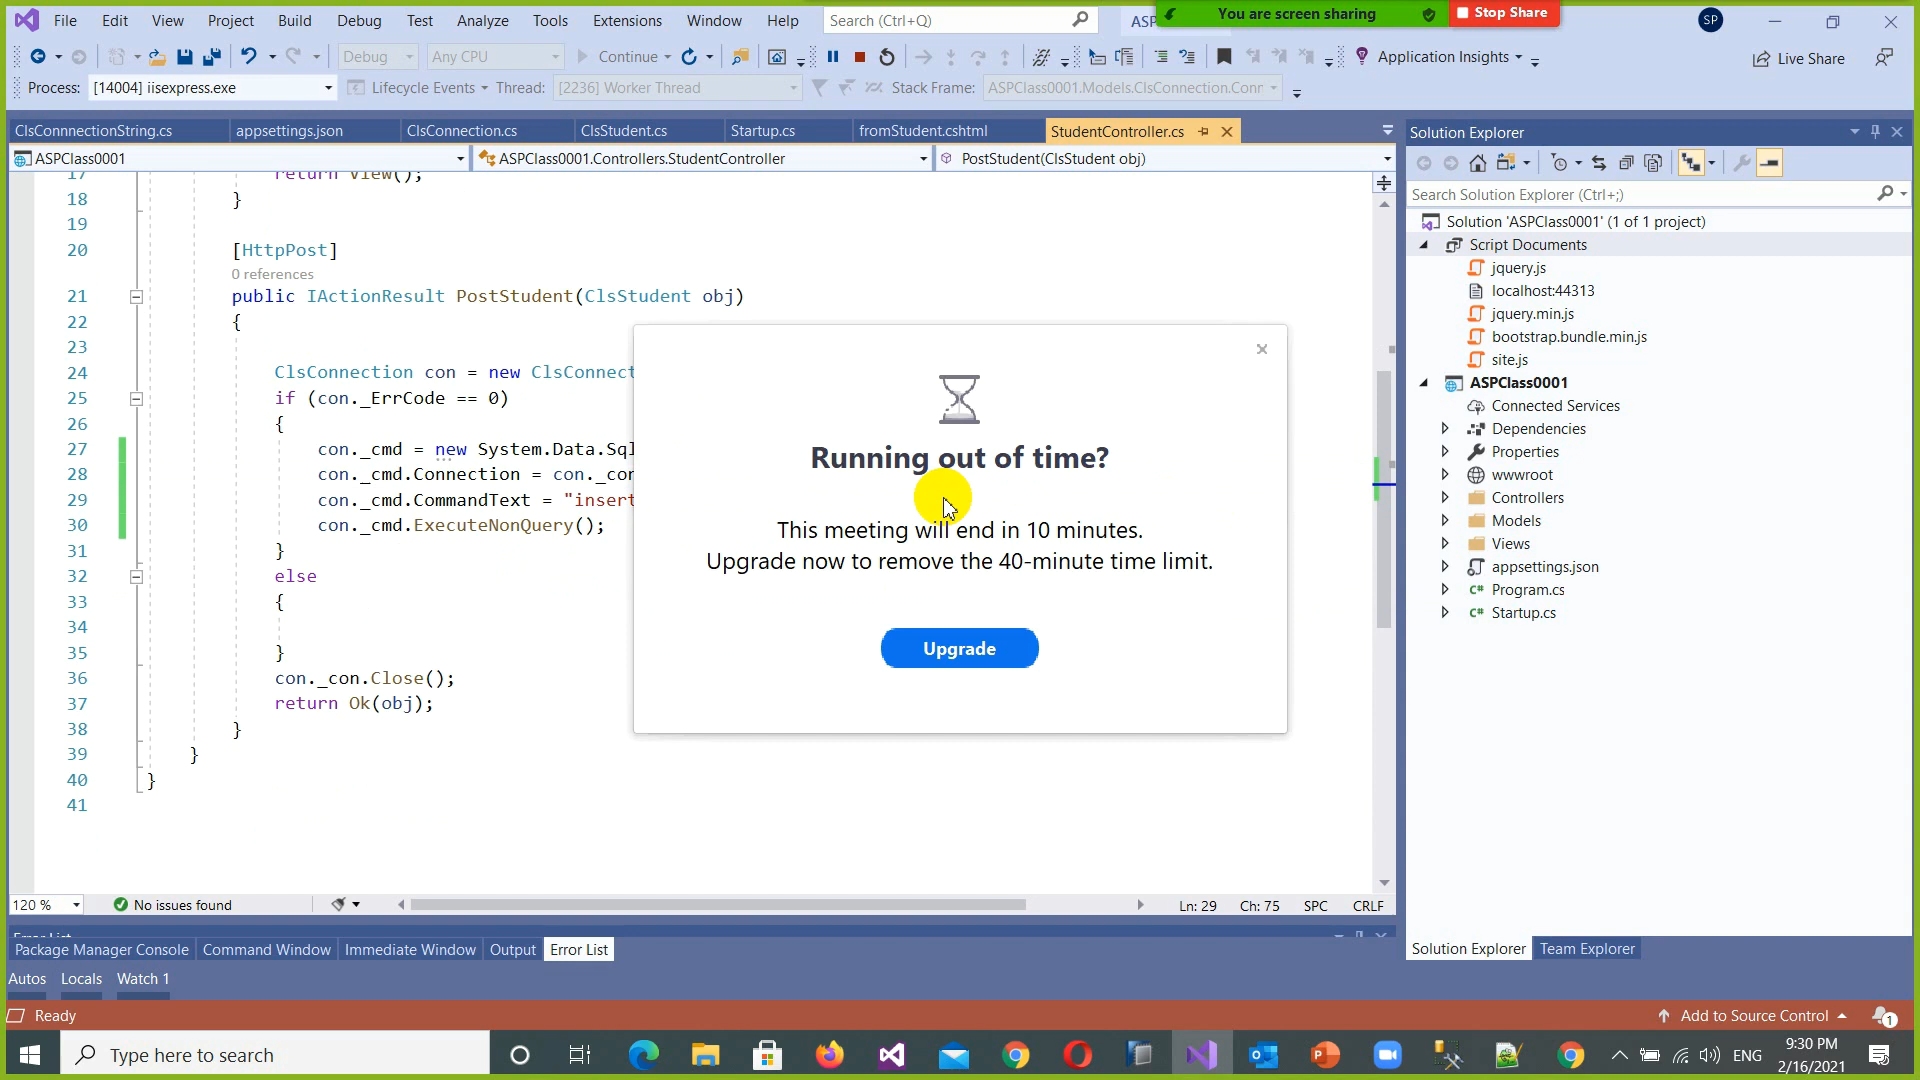 File Edit View Project Build Debug Test Analyze Tools Extensions Window Help Search (Ctrl+Q) ASP You are screen sharing Stop Share SP
Debug Any CPU Continue Application Insights Live Share
Process: [14004] iisexpress.exe Lifecycle Events Thread: [2236] Worker Thread Stack Frame: ASPClass0001.Models.ClsConnection.Conr
ClsConnnectionString.cs appsettings.json ClsConnection.cs ClsStudent.cs Startup.cs fromStudent.cshtml StudentController.cs
ASPClass0001 ASPClass0001.Controllers.StudentController PostStudent(ClsStudent obj)
17 return View();
18 }
19
20 [HttpPost]
0 references
21 public IActionResult PostStudent(ClsStudent obj)
22 {
23
24 ClsConnection con = new ClsConnect
25 if (con._ErrCode == 0)
26 {
27 con._cmd = new System.Data.Sql
28 con._cmd.Connection = con._con
29 con._cmd.CommandText = "insert
30 con._cmd.ExecuteNonQuery();
31 }
32 else
33 {
34
35 }
36 con._con.Close();
37 return Ok(obj);
38 }
39 }
40 }
41
Running out of time?
This meeting will end in 10 minutes.
Upgrade now to remove the 40-minute time limit.
Upgrade
Solution Explorer
Search Solution Explorer (Ctrl+;)
Solution 'ASPClass0001' (1 of 1 project)
Script Documents
jquery.js
localhost:44313
jquery.min.js
bootstrap.bundle.min.js
site.js
ASPClass0001
Connected Services
Dependencies
Properties
wwwroot
Controllers
Models
Views
appsettings.json
C# Program.cs
C# Startup.cs
120 % No issues found Ln: 29 Ch: 75 SPC CRLF
Error List
Package Manager Console Command Window Immediate Window Output Error List
Solution Explorer Team Explorer
Autos Locals Watch 1
Ready Add to Source Control 1
Type here to search ENG 9:30 PM
2/16/2021